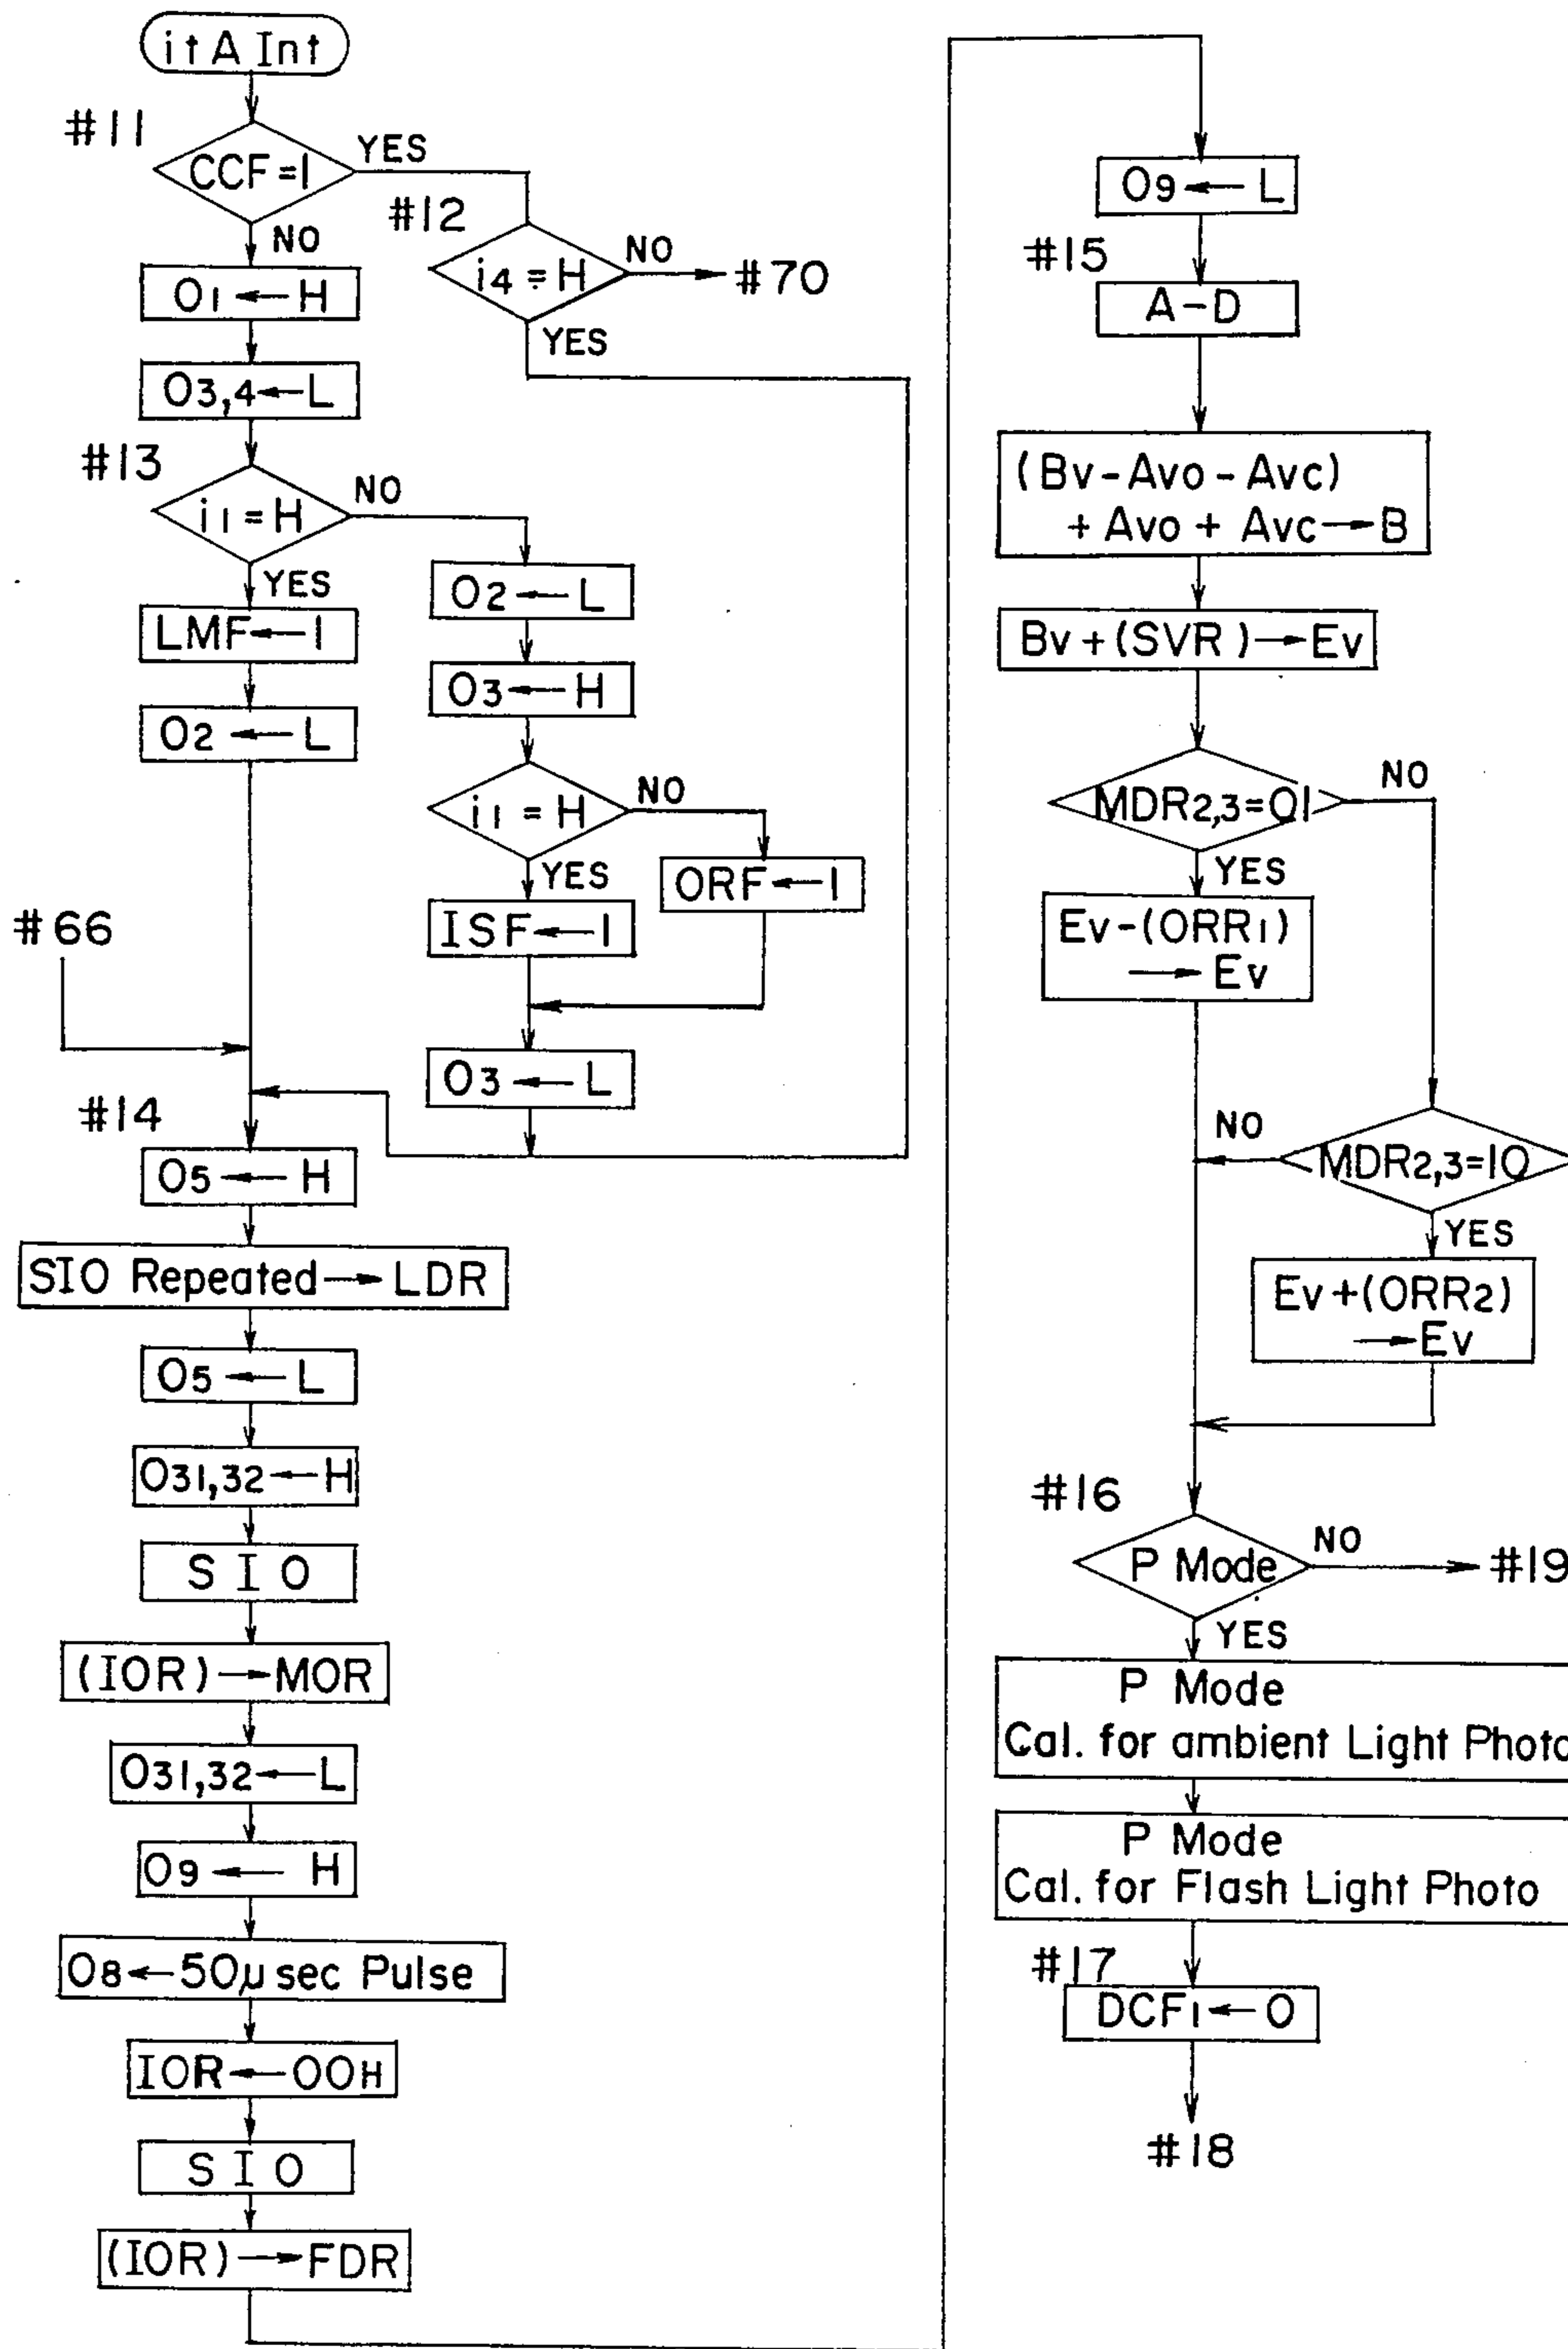 itA Int
#11
CCF=1
YES
NO
#12
i4=H
NO
#70
YES
O1←H
O3,4←L
#13
i1=H
NO
YES
LMF←1
O2←L
O2←L
O3←H
i1=H
NO
YES
ORF←1
ISF←1
O3←L
#66
#14
O5←H
SIO Repeated→LDR
O5←L
O31,32←H
SIO
(IOR)→MOR
O31,32←L
O9←H
O8←50μsec Pulse
IOR←00H
SIO
(IOR)→FDR
O9←L
#15
A-D
(Bv-Avo-Avc)
+Avo+Avc→B
Bv+(SVR)→Ev
MDR2,3=01
NO
YES
Ev-(ORR1)
→Ev
NO
MDR2,3=10
YES
Ev+(ORR2)
→Ev
#16
P Mode
NO
#19
YES
P Mode
Cal. for ambient Light Photo
P Mode
Cal. for Flash Light Photo
#17
DCF1←0
#18